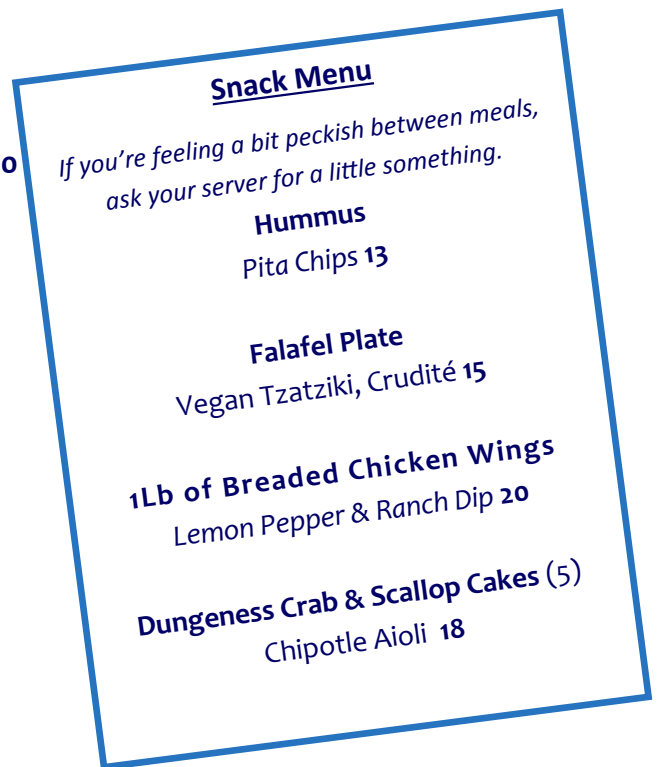 Snack Menu
0
If you’re feeling a bit peckish between meals,
ask your server for a little something.
Hummus
Pita Chips 13
Falafel Plate
Vegan Tzatziki, Crudité 15
1Lb of Breaded Chicken Wings
Lemon Pepper & Ranch Dip 20
Dungeness Crab & Scallop Cakes (5)
Chipotle Aioli 18